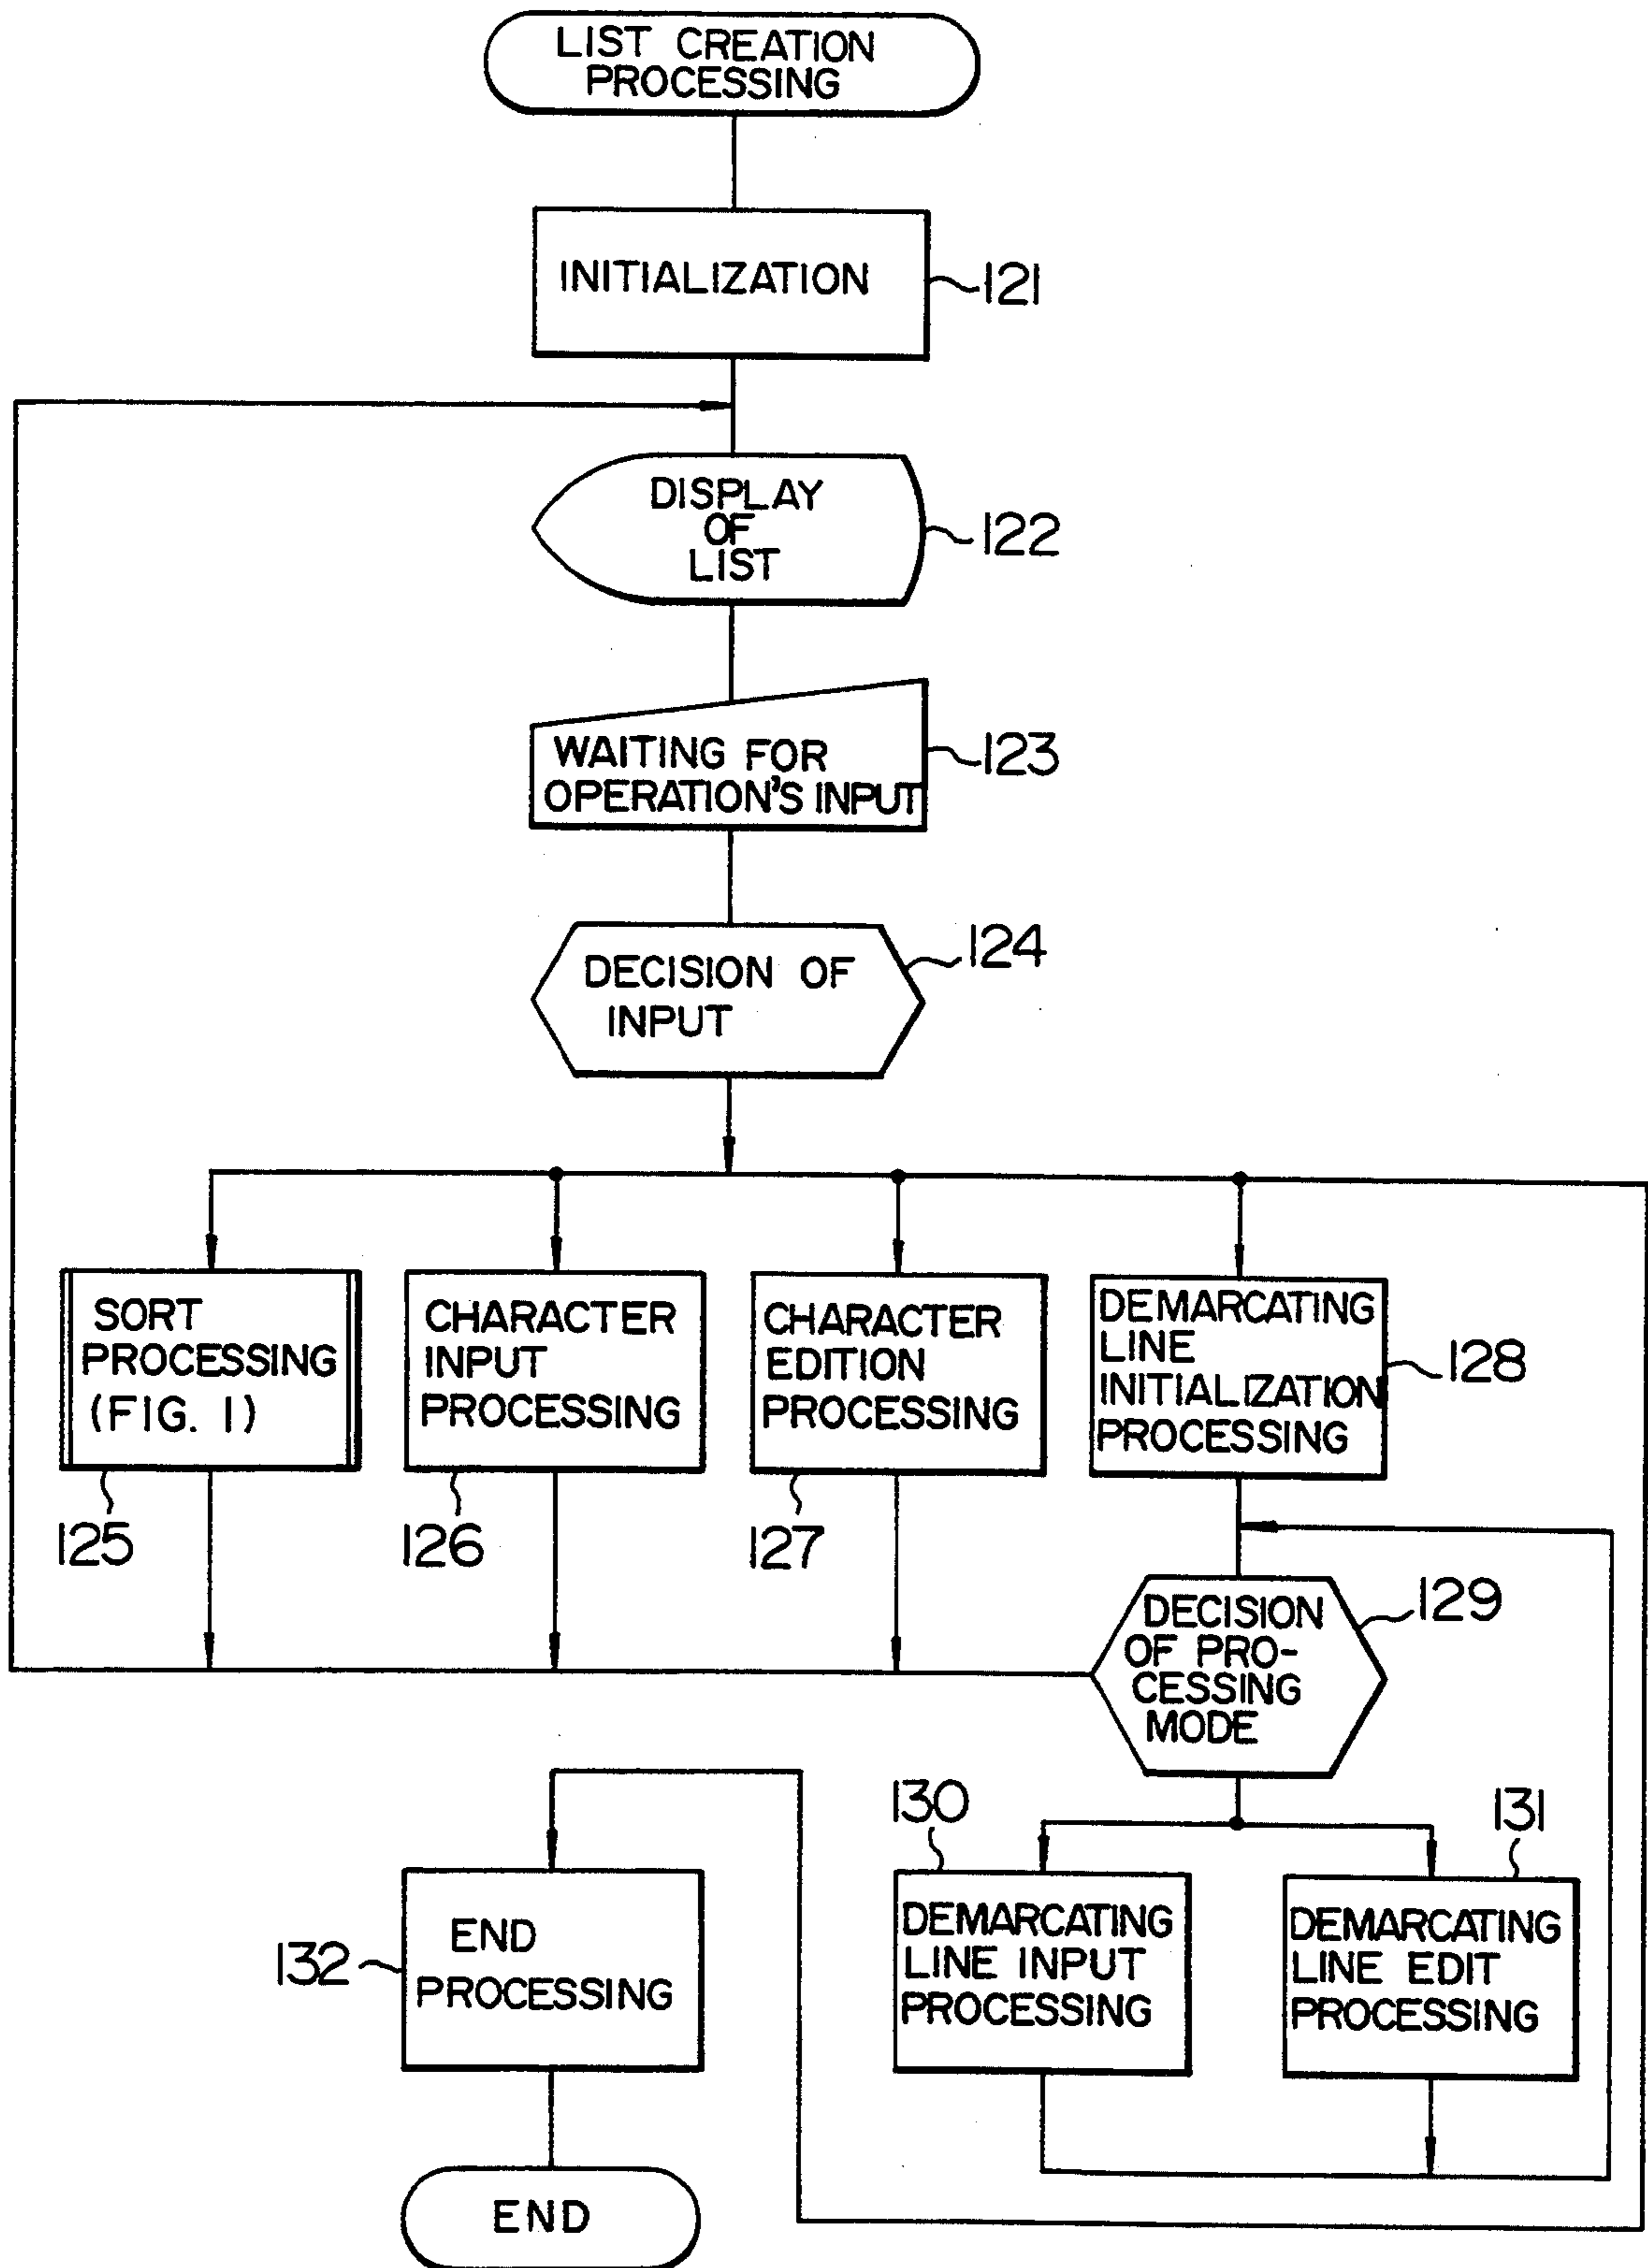 LIST CREATION
PROCESSING
INITIALIZATION
121
DISPLAY
OF
LIST
122
WAITING FOR
OPERATION'S INPUT
123
DECISION OF
INPUT
124
SORT
PROCESSING
(FIG. 1)
125
CHARACTER
INPUT
PROCESSING
126
CHARACTER
EDITION
PROCESSING
127
DEMARCATING
LINE
INITIALIZATION
PROCESSING
128
DECISION
OF PRO-
CESSING
MODE
129
130
DEMARCATING
LINE INPUT
PROCESSING
131
DEMARCATING
LINE EDIT
PROCESSING
132
END
PROCESSING
END